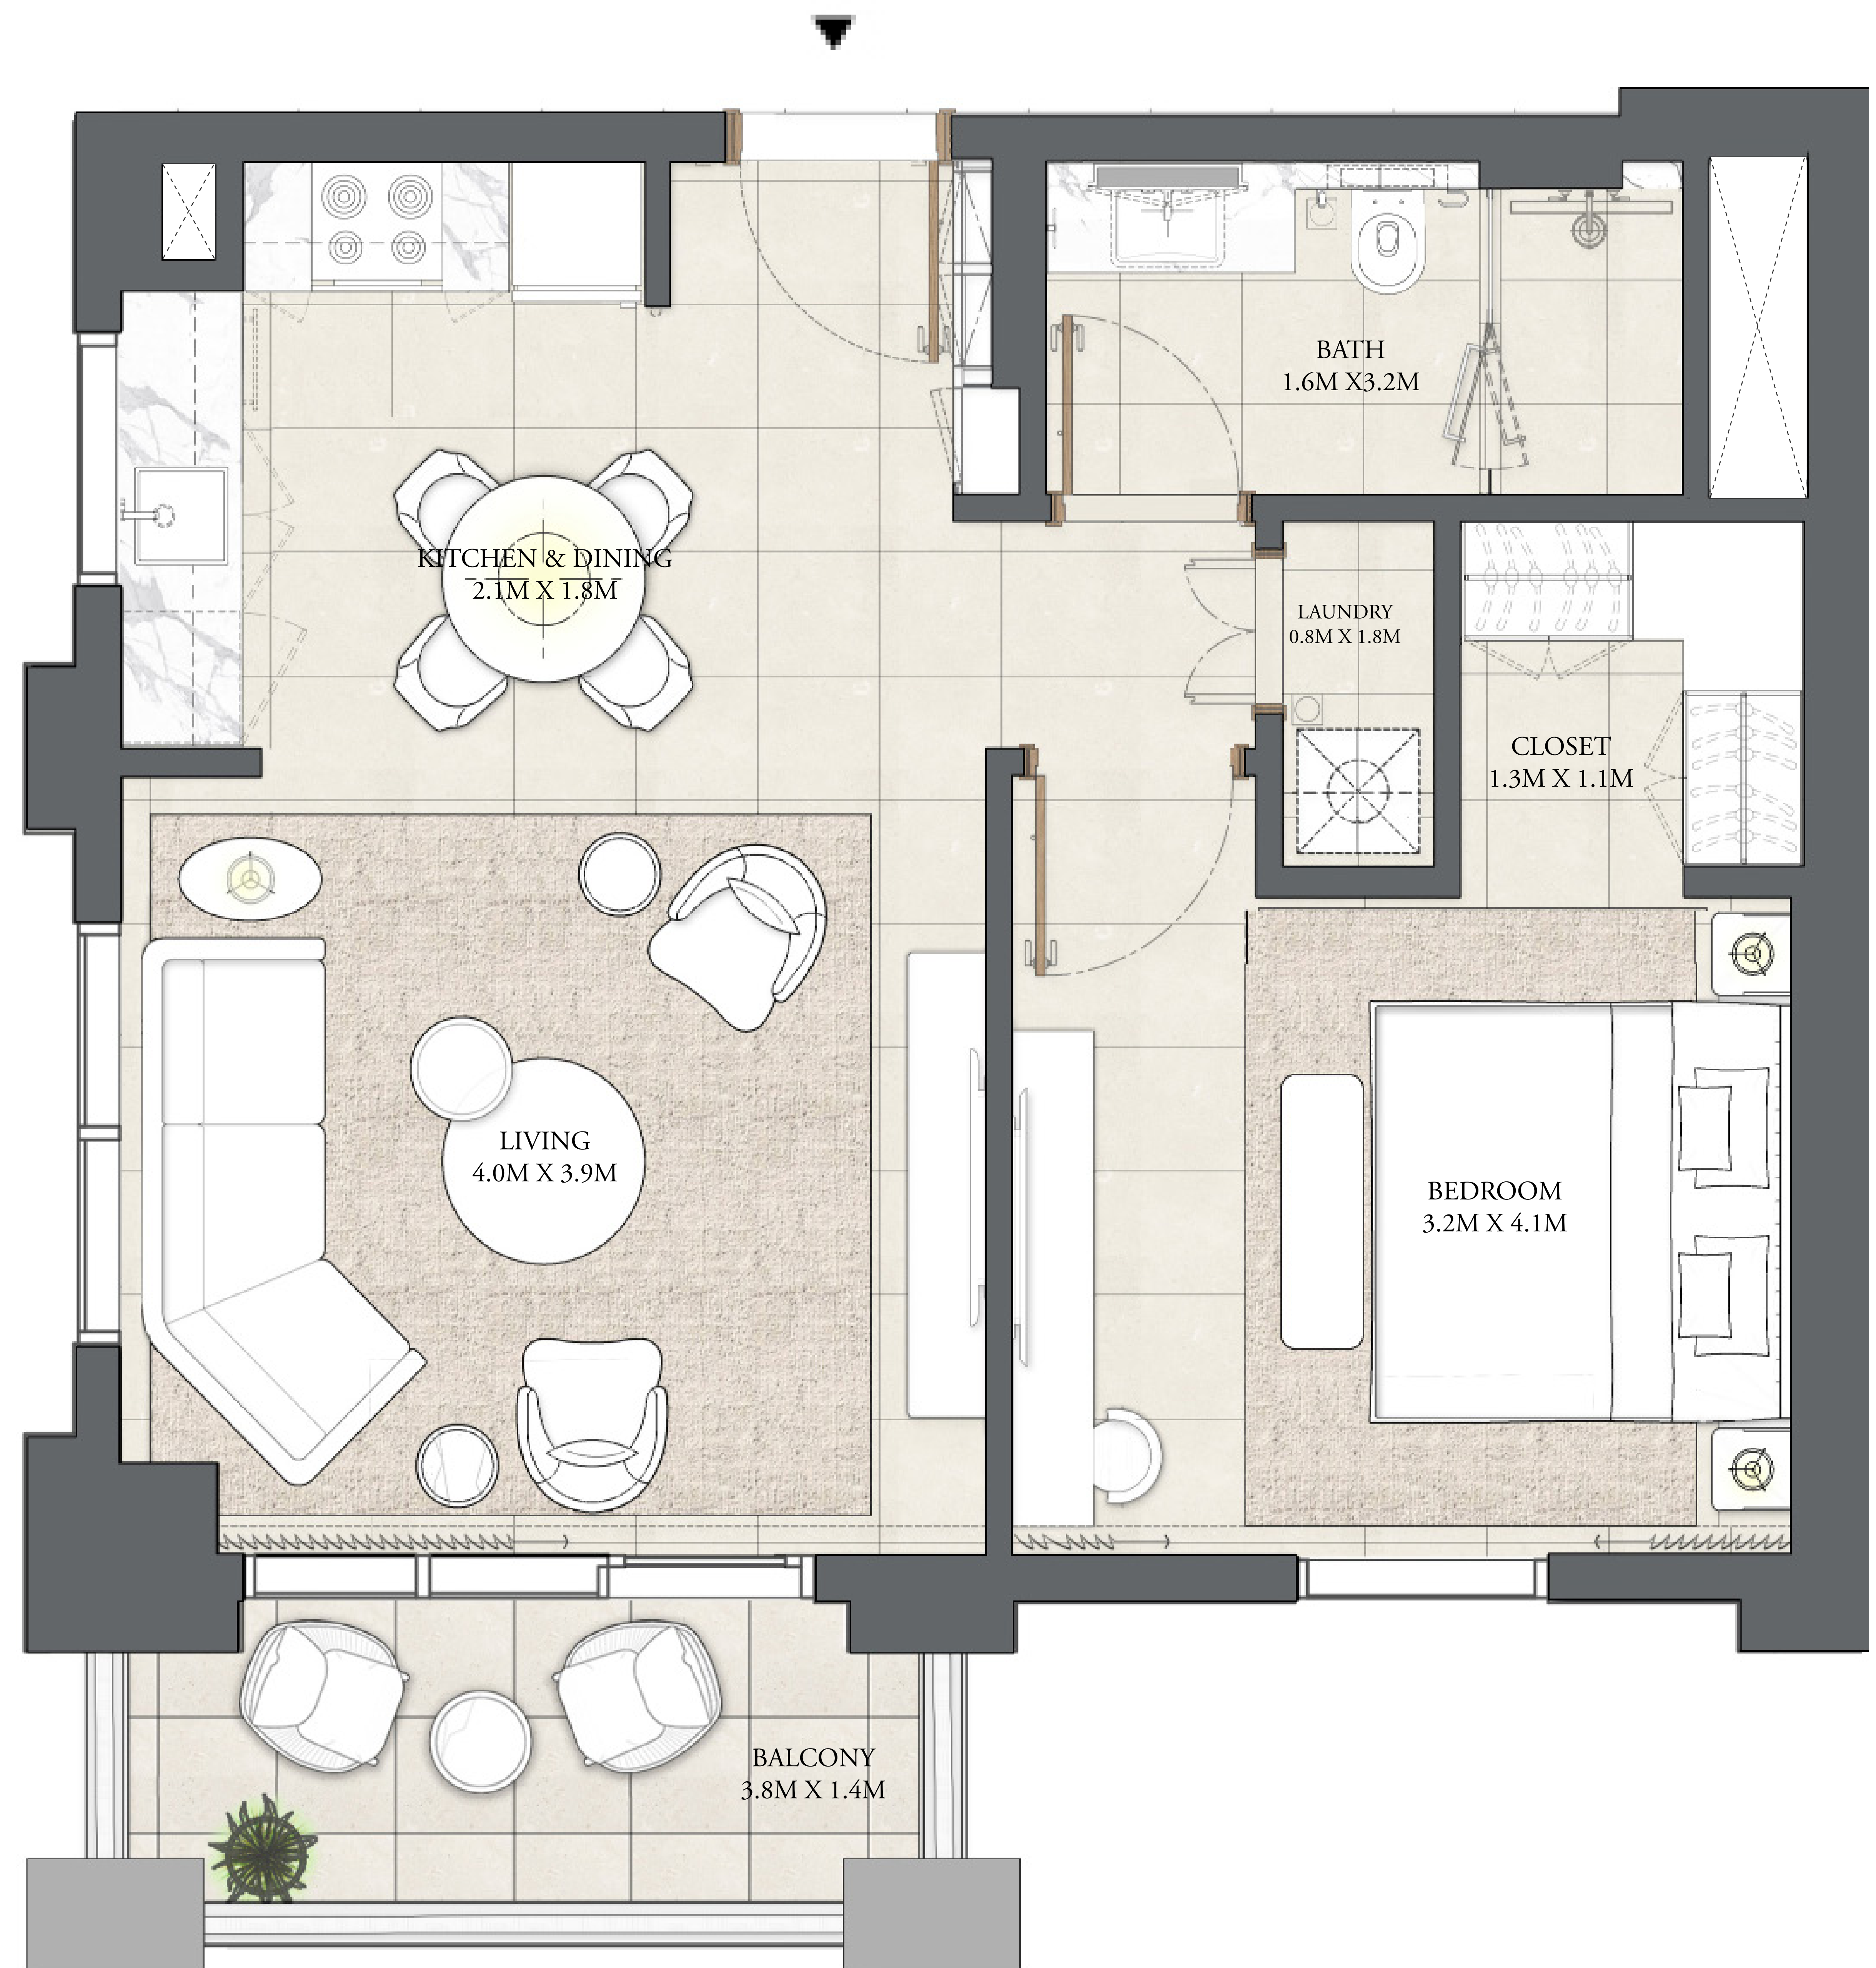 BATH
1.6M X3.2M
KITCHEN & DINING
2.1M X 1.8M
LAUNDRY
0.8M X 1.8M
CLOSET
1.3M X 1.1M
LIVING
4.0M X 3.9M
BEDROOM
3.2M X 4.1M
BALCONY
3.8M X 1.4M